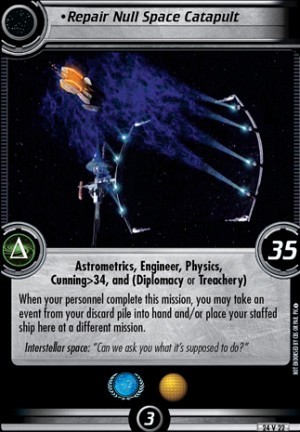 •Repair Null Space Catapult
Δ
35
Astrometrics, Engineer, Physics,
Cunning>34, and (Diplomacy or Treachery)
When your personnel complete this mission, you may take an
event from your discard pile into hand and/or place your staffed
ship here at a different mission.
Interstellar space: "Can we ask you what it's supposed to do?"
3
24 V 22